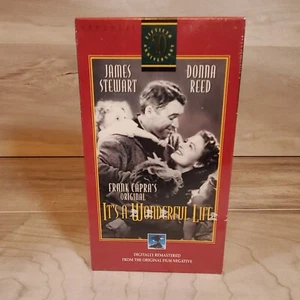 JAMES DONNA
STEWART REED
FRANK CAPRA'S
ORIGINAL
IT'S A WONDERFUL LIFE
DIGITALLY REMASTERED
FROM THE ORIGINAL FILM NEGATIVE